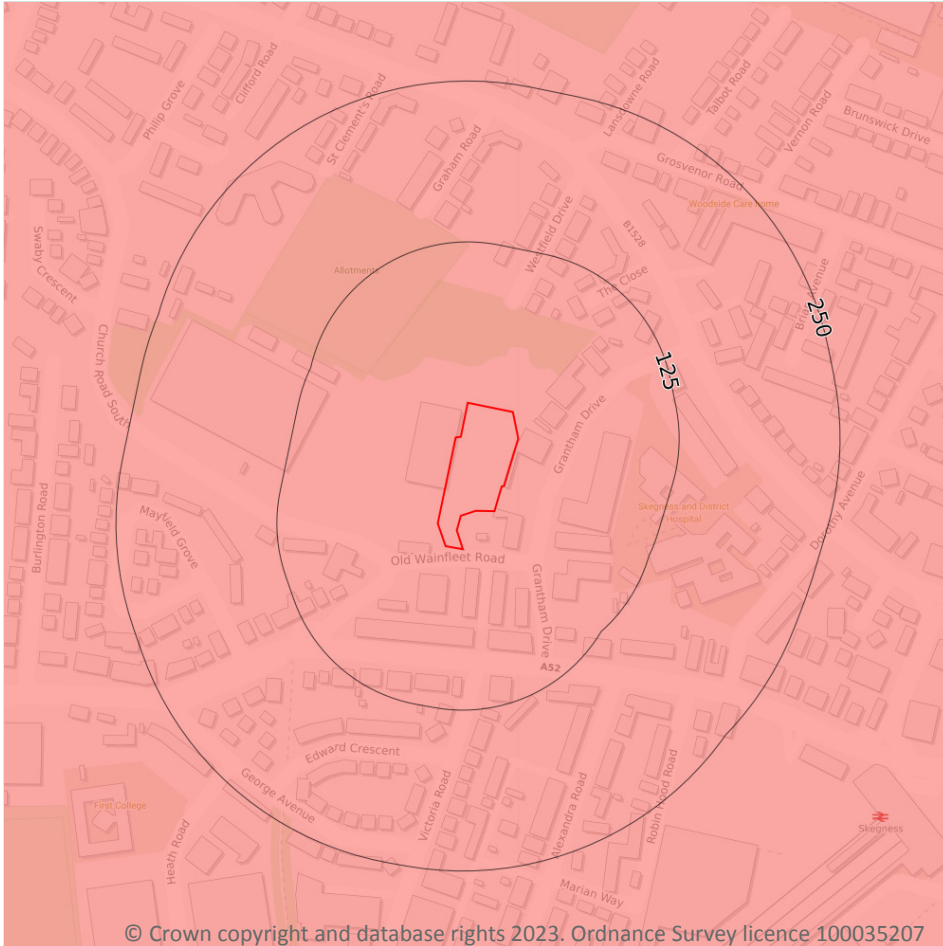 Philip Grove
Clifford Road
St Clement's Road
Graham Road
Lansdowne Road
Talbot Road
Vernon Road
Brunswick Drive
Grosvenor Road
Woodside Care home
Swaby Crescent
Westfield Drive
B1528
The Close
Allotments
250
125
Church Road South
Grantham Drive
Burlington Road
Mayfield Grove
Skegness and District
Hospital
Dorothy Avenue
Old Wainfleet Road
Grantham Drive
A52
Edward Crescent
George Avenue
First College
Heath Road
Victoria Road
Alexandra Road
Robin Hood Road
Skegness
Marian Way
© Crown copyright and database rights 2023. Ordnance Survey licence 100035207